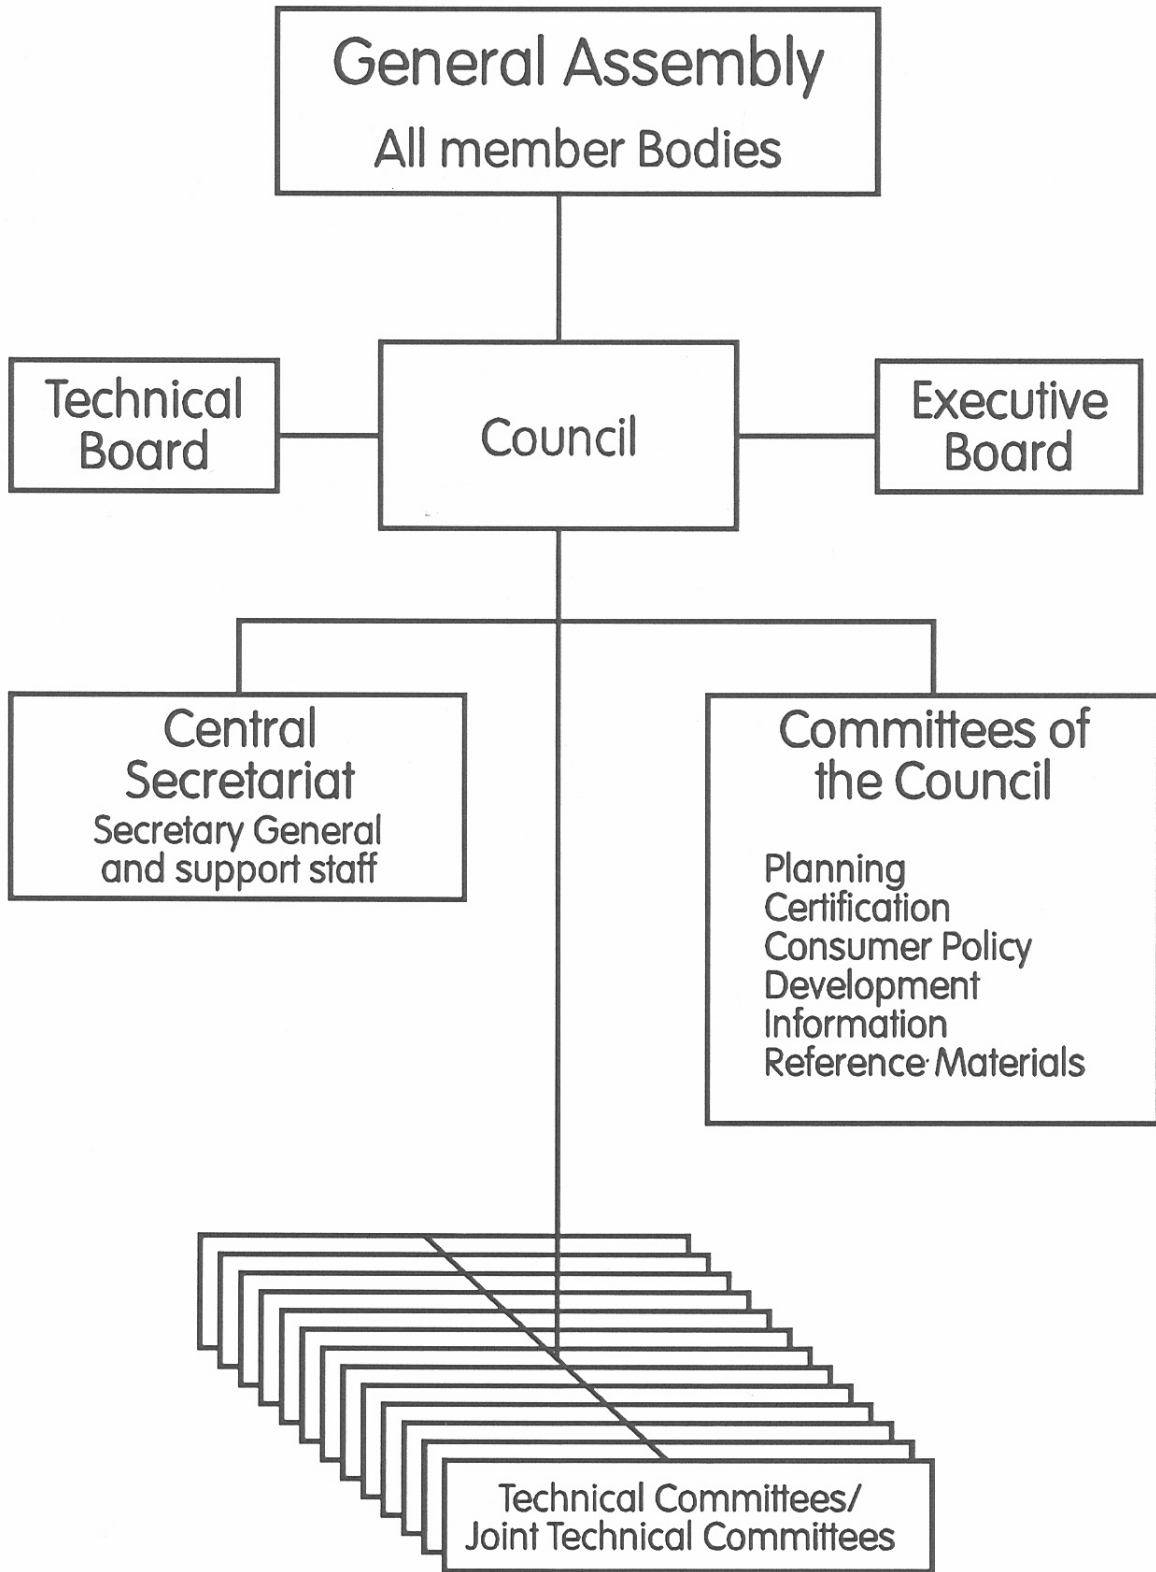 General Assembly
All member Bodies
Technical
Board
Council
Executive
Board
Central
Secretariat
Secretary General
and support staff
Committees of
the Council
Planning
Certification
Consumer Policy
Development
Information
Reference Materials
Technical Committees/
Joint Technical Committees